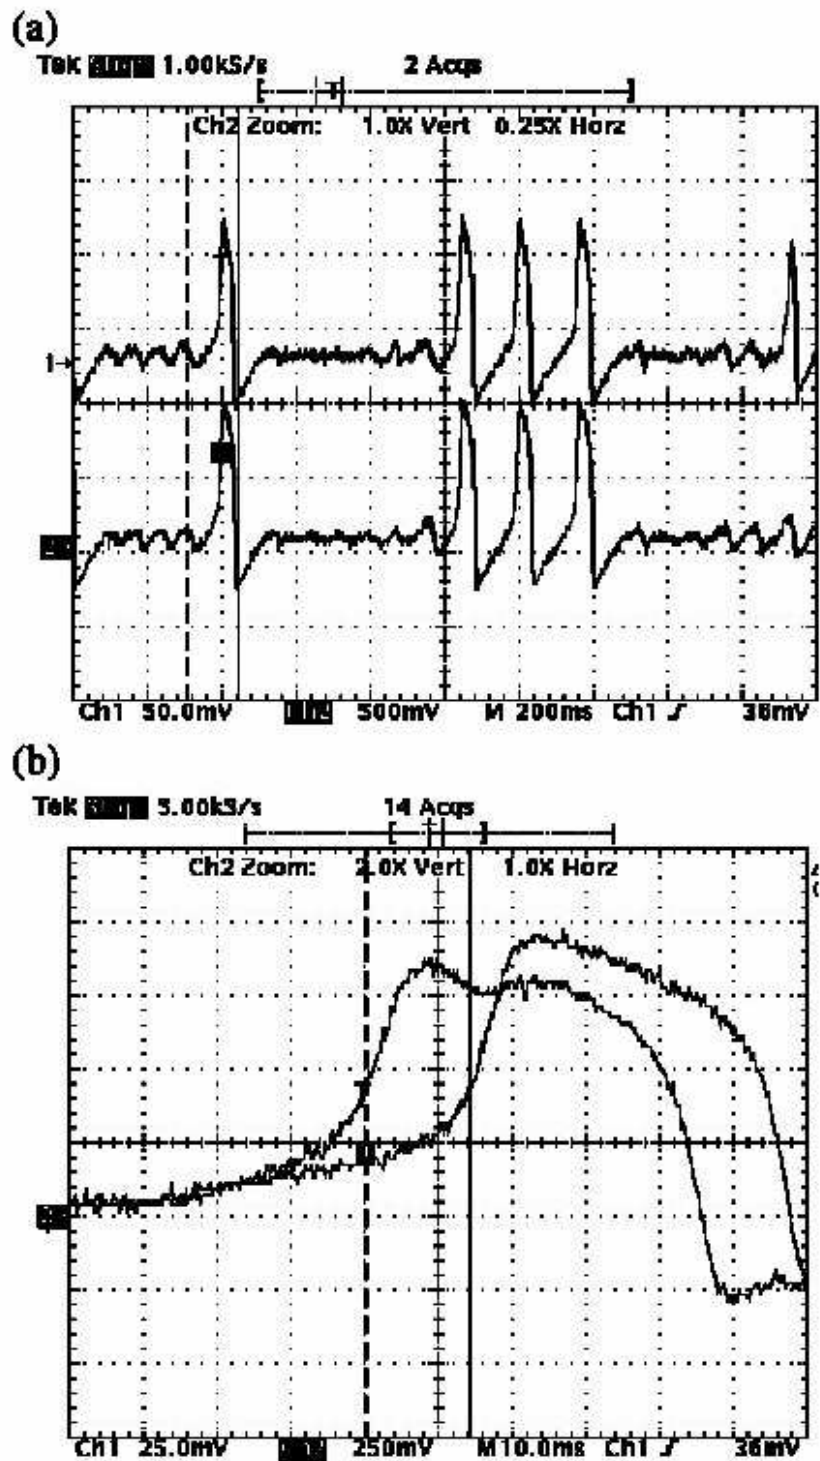 (a)
Tek 1.00kS/s 2 Acqs
T
Ch2 Zoom: 1.0X Vert 0.25X Horz
1→
Ch1 50.0mV 500mV M 200ms Ch1 38mV
(b)
Tek 5.00kS/s 14 Acqs
Ch2 Zoom: 2.0X Vert 1.0X Horz
Ch1 25.0mV 250mV M 10.0ms Ch1 36mV